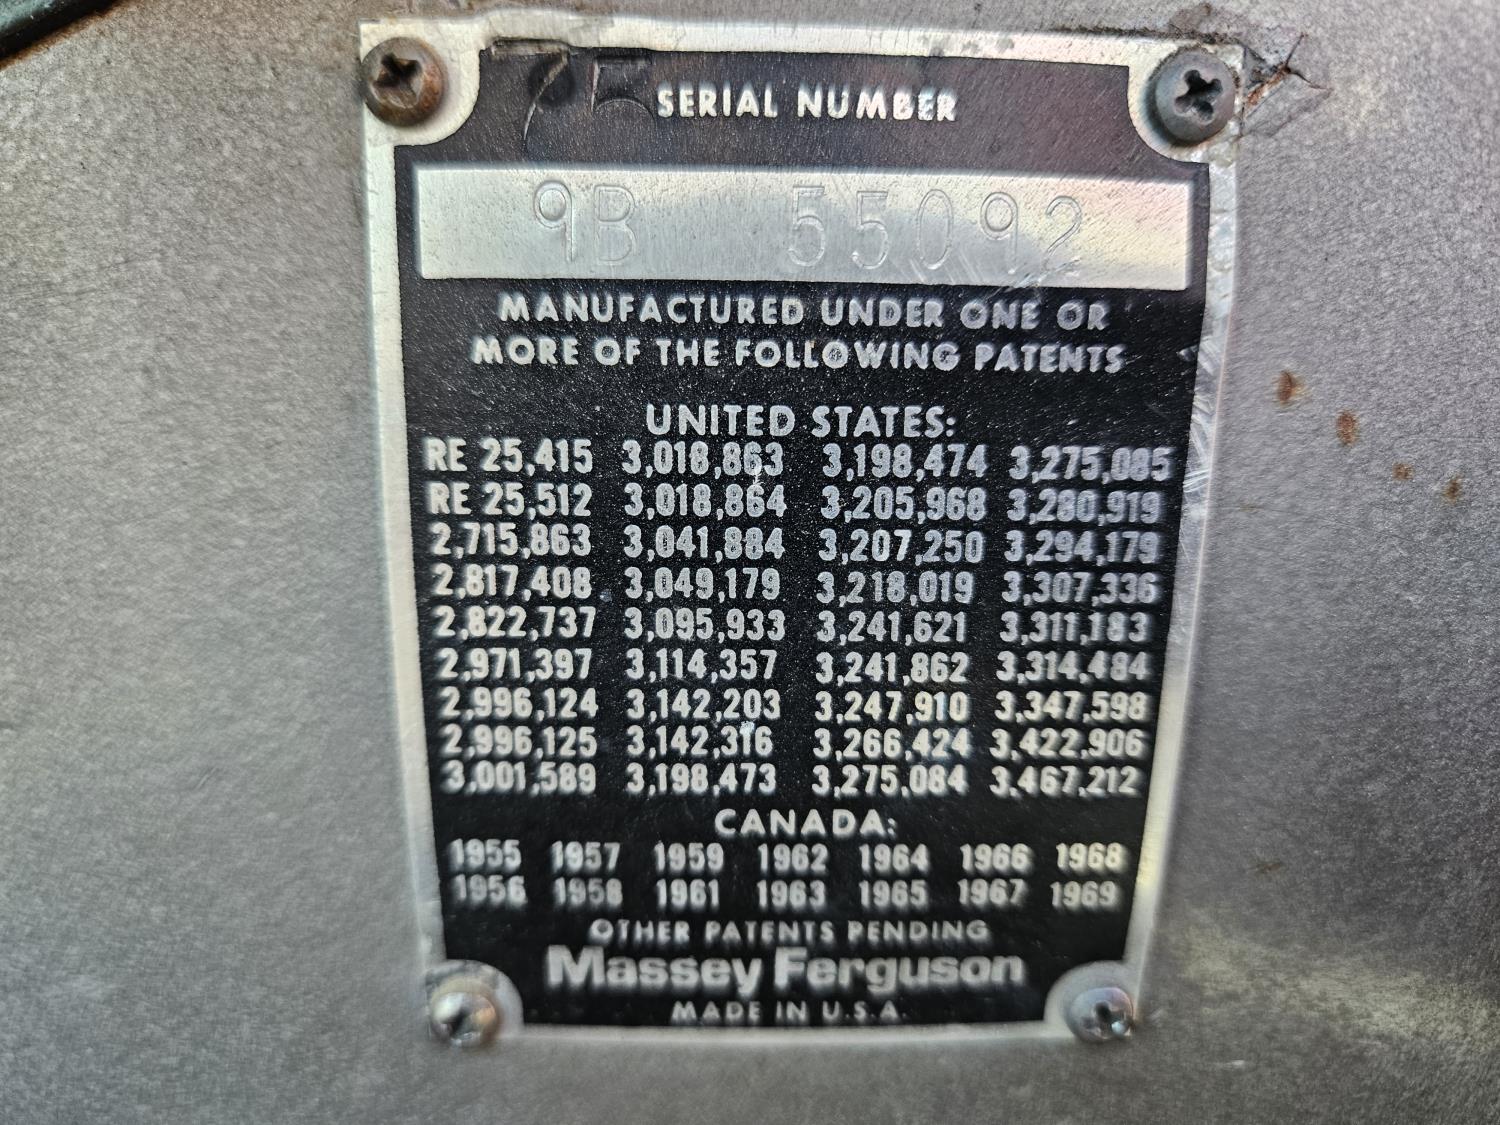 75
SERIAL NUMBER
9B 55092
MANUFACTURED UNDER ONE OR
MORE OF THE FOLLOWING PATENTS
UNITED STATES:
RE 25,415 3,018,863 3,198,474 3,275,085
RE 25,512 3,018,864 3,205,968 3,280,919
2,715,863 3,041,884 3,207,250 3,294,179
2,817,408 3,049,179 3,218,019 3,307,336
2,822,737 3,095,933 3,241,621 3,311,183
2,971,397 3,114,357 3,241,862 3,314,484
2,996,124 3,142,203 3,247,910 3,347,598
2,996,125 3,142,316 3,266,424 3,422,906
3,001,589 3,198,473 3,275,084 3,467,212
CANADA:
1955 1957 1959 1962 1964 1966 1968
1956 1958 1961 1963 1965 1967 1969
OTHER PATENTS PENDING
Massey Ferguson
MADE IN U.S.A.